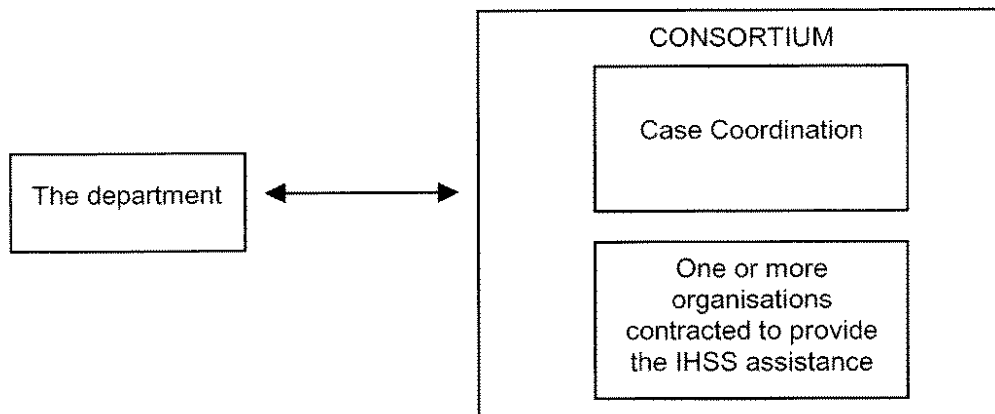 CONSORTIUM
Case Coordination
The department
One or more
organisations
contracted to provide
the IHSS assistance